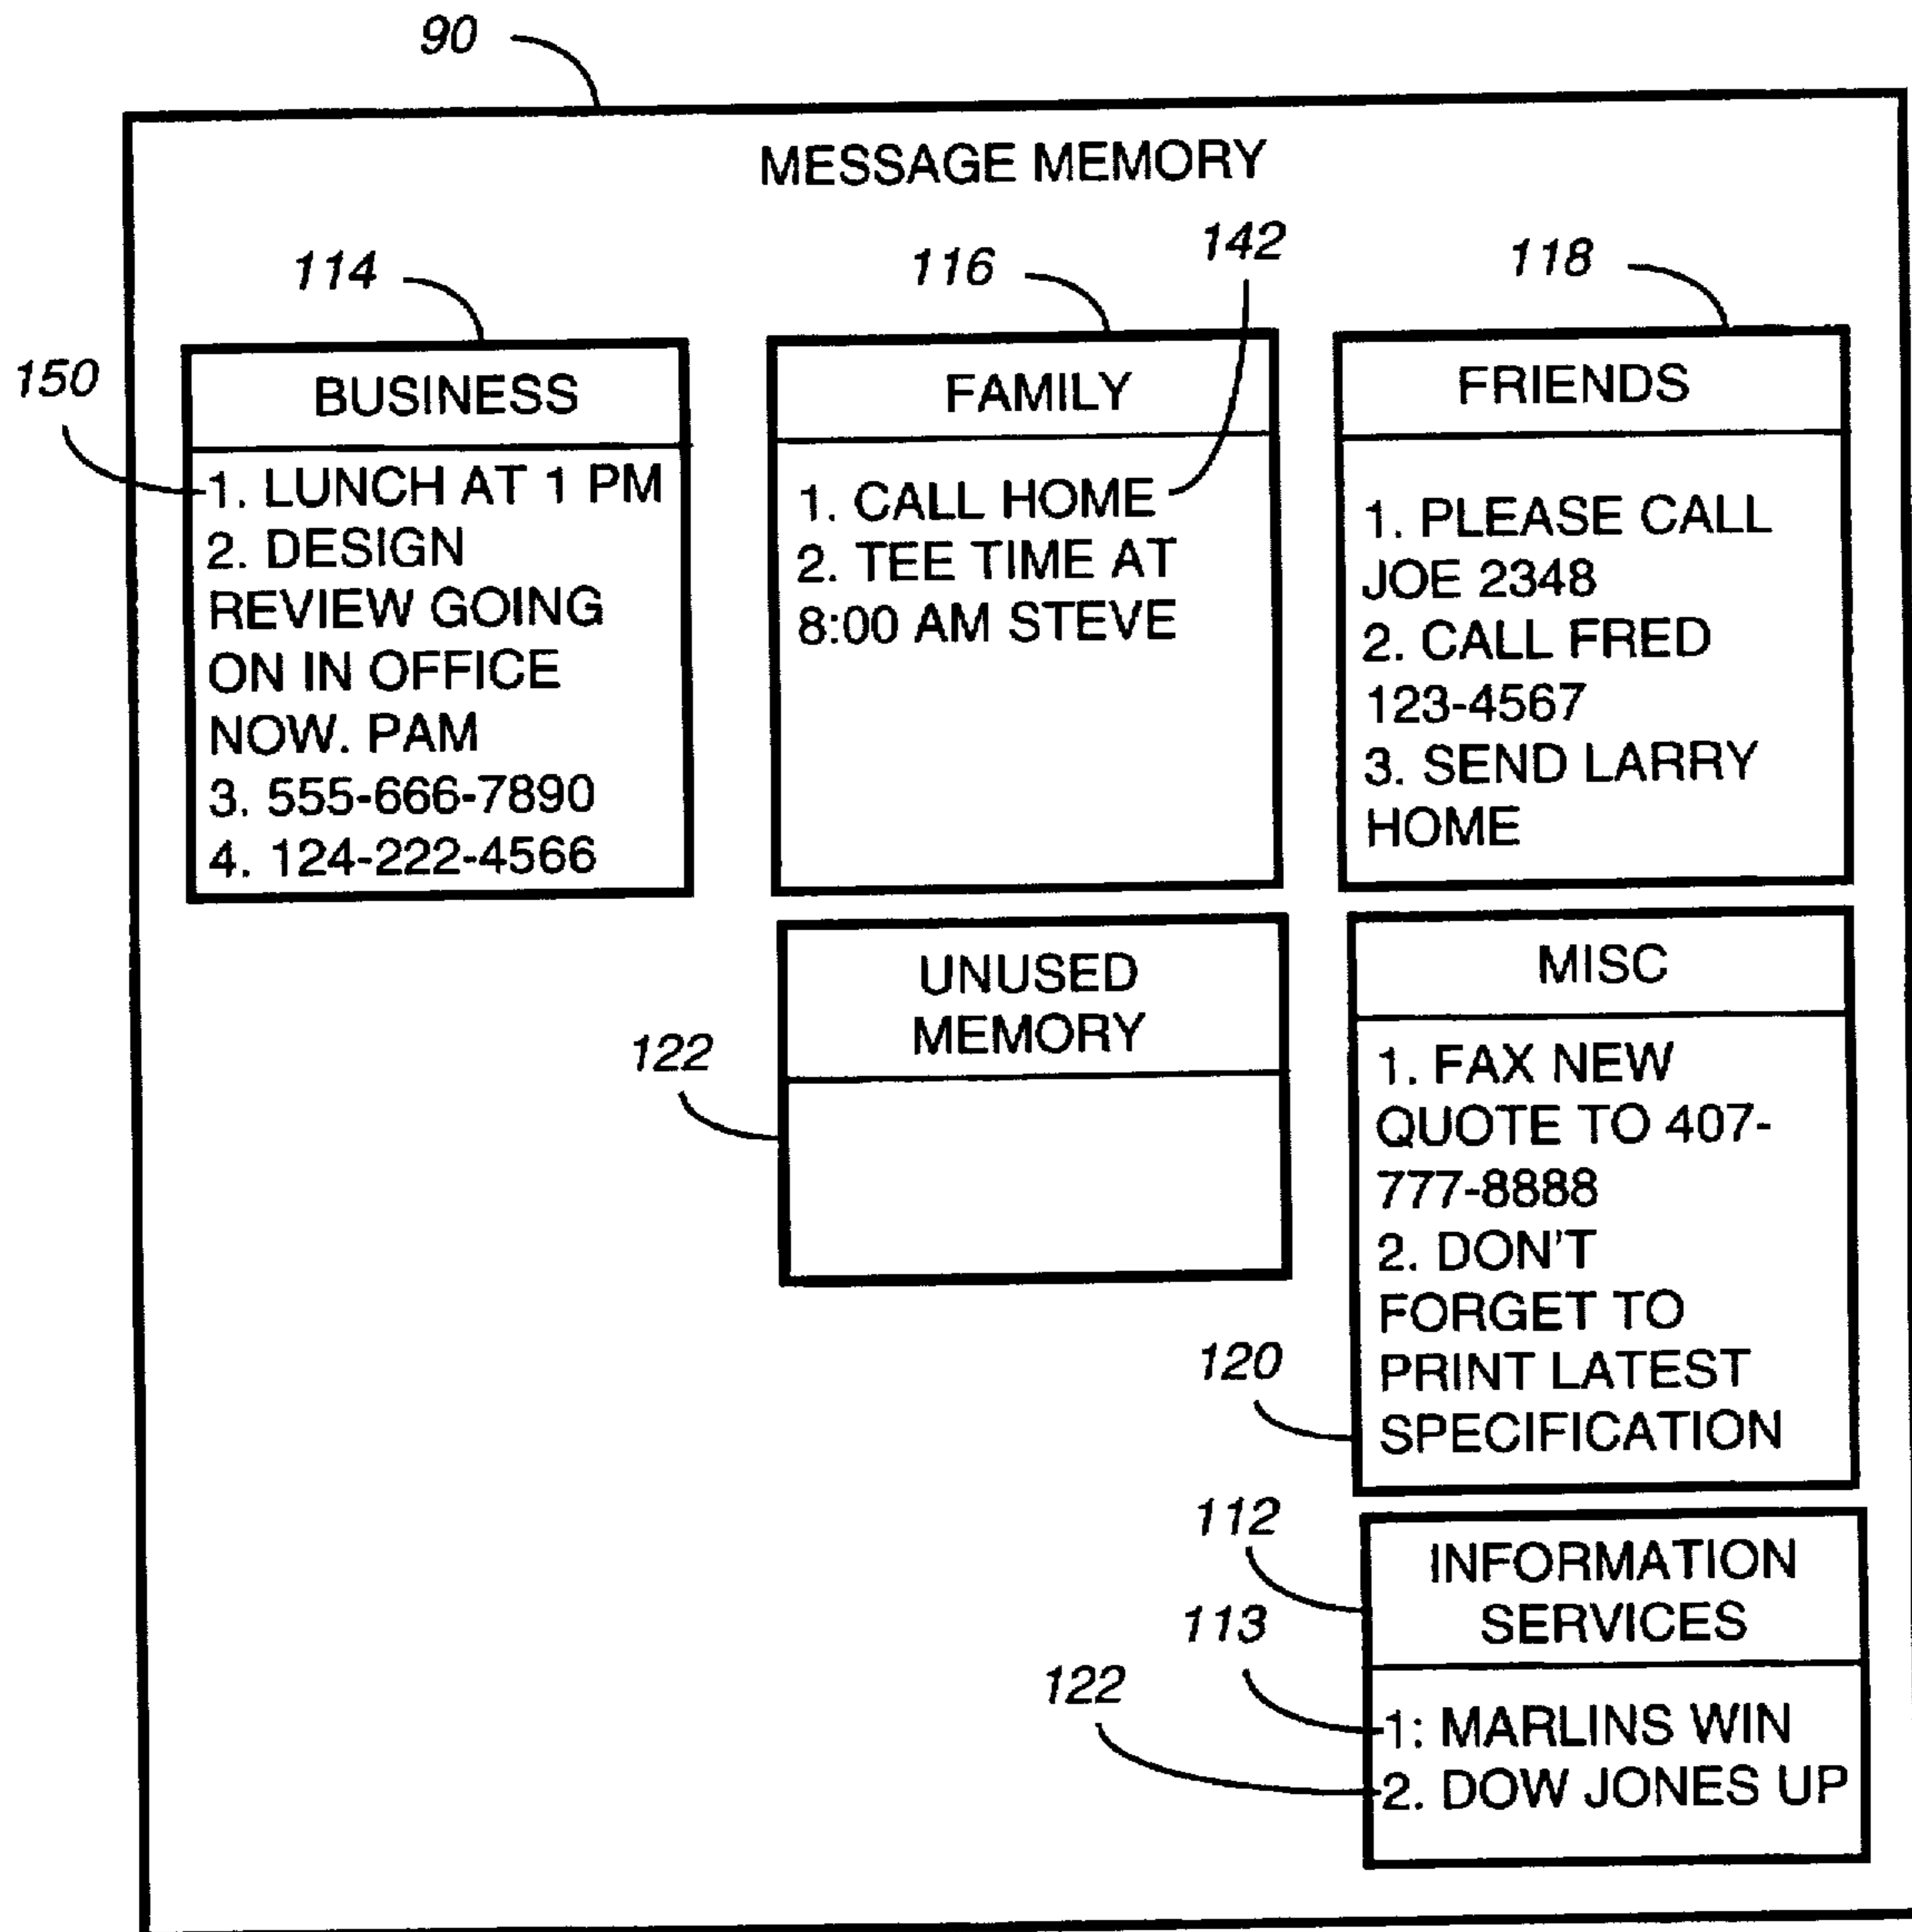 90
MESSAGE MEMORY
114
116
142
118
150
BUSINESS
1. LUNCH AT 1 PM
2. DESIGN
REVIEW GOING
ON IN OFFICE
NOW. PAM
3. 555-666-7890
4. 124-222-4566
FAMILY
1. CALL HOME
2. TEE TIME AT
8:00 AM STEVE
FRIENDS
1. PLEASE CALL
JOE 2348
2. CALL FRED
123-4567
3. SEND LARRY
HOME
122
UNUSED
MEMORY
MISC
1. FAX NEW
QUOTE TO 407-
777-8888
2. DON'T
FORGET TO
PRINT LATEST
SPECIFICATION
120
112
INFORMATION
SERVICES
113
122
1: MARLINS WIN
2. DOW JONES UP